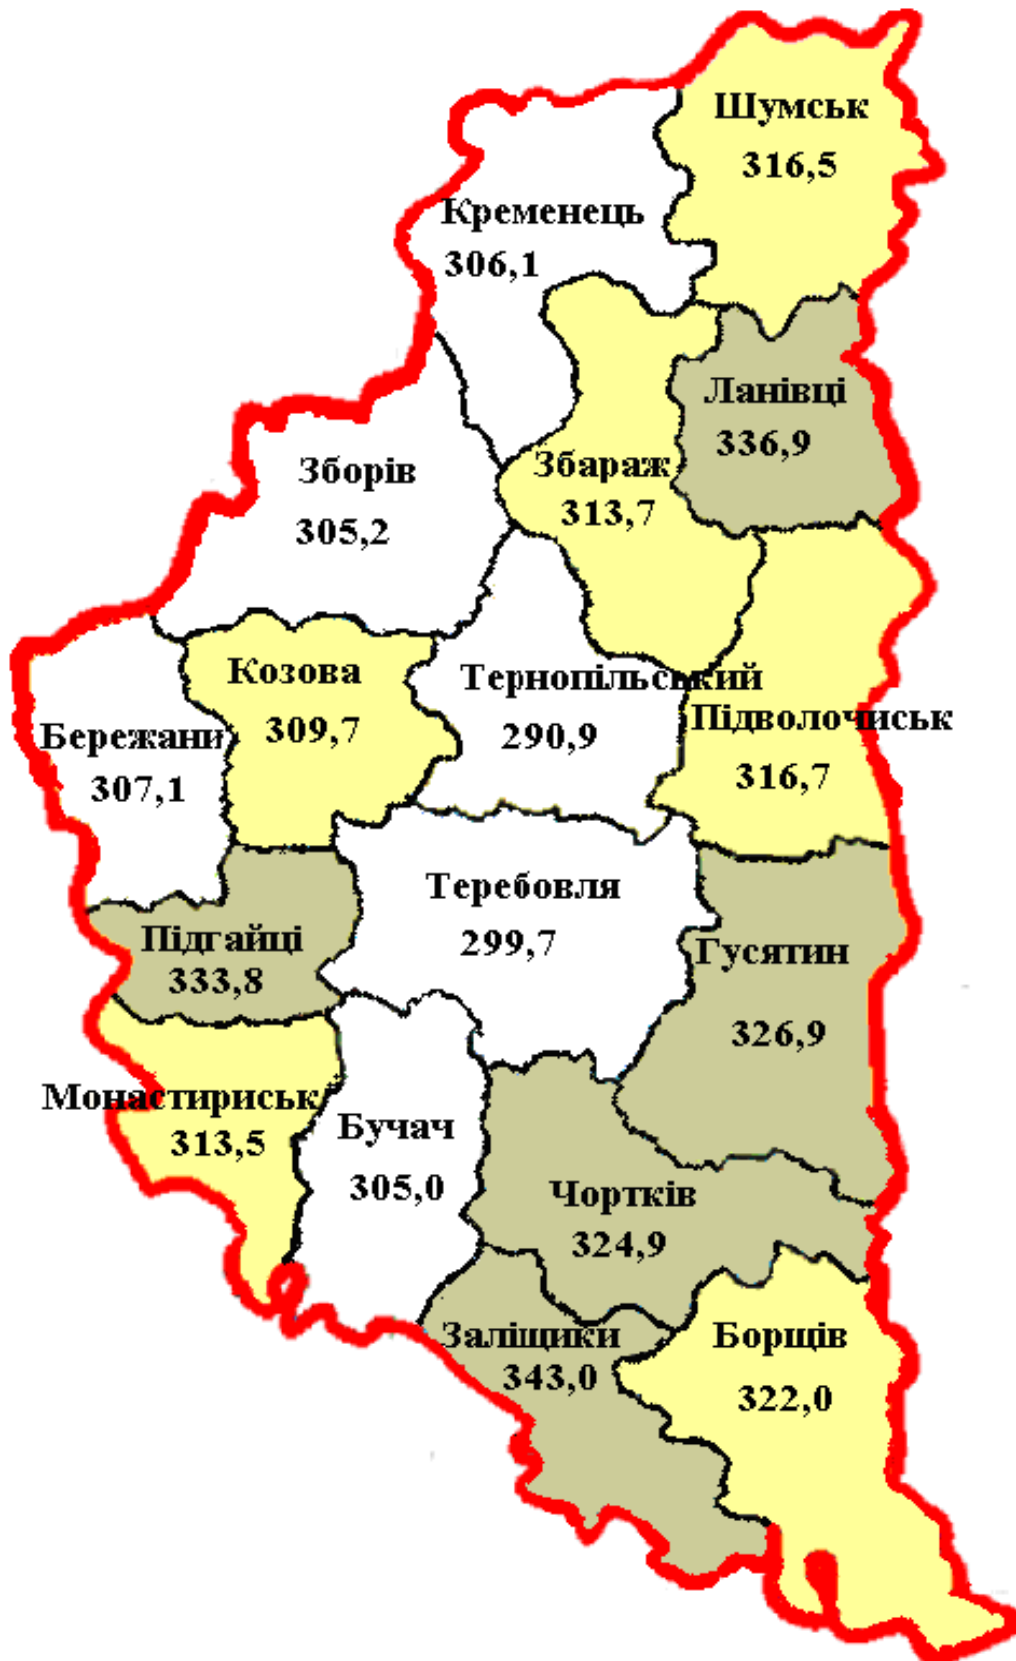 Шумськ
316,5
Кременець
306,1
Ланівці
336,9
Збараж
313,7
Зборів
305,2
Козова
309,7
Тернопільський
290,9
Підволочиськ
316,7
Бережани
307,1
Теребовля
299,7
Підгайці
333,8
Гусятин
326,9
Монастириськ
313,5
Бучач
305,0
Чортків
324,9
Заліщики
343,0
Борщів
322,0